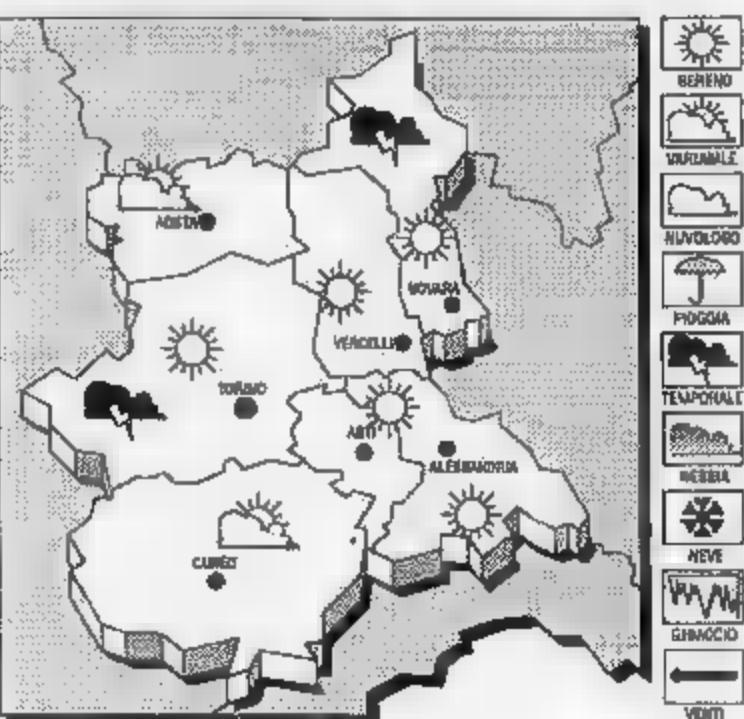 SERENO
VARIABILE
NUVOLOSO
PIOGGIA
TEMPORALE
NEBBIA
NEVE
GHIACCIO
VENTI
AOSTA
NOVARA
VERCELLI
TORINO
ASTI
ALESSANDRIA
CUNEO